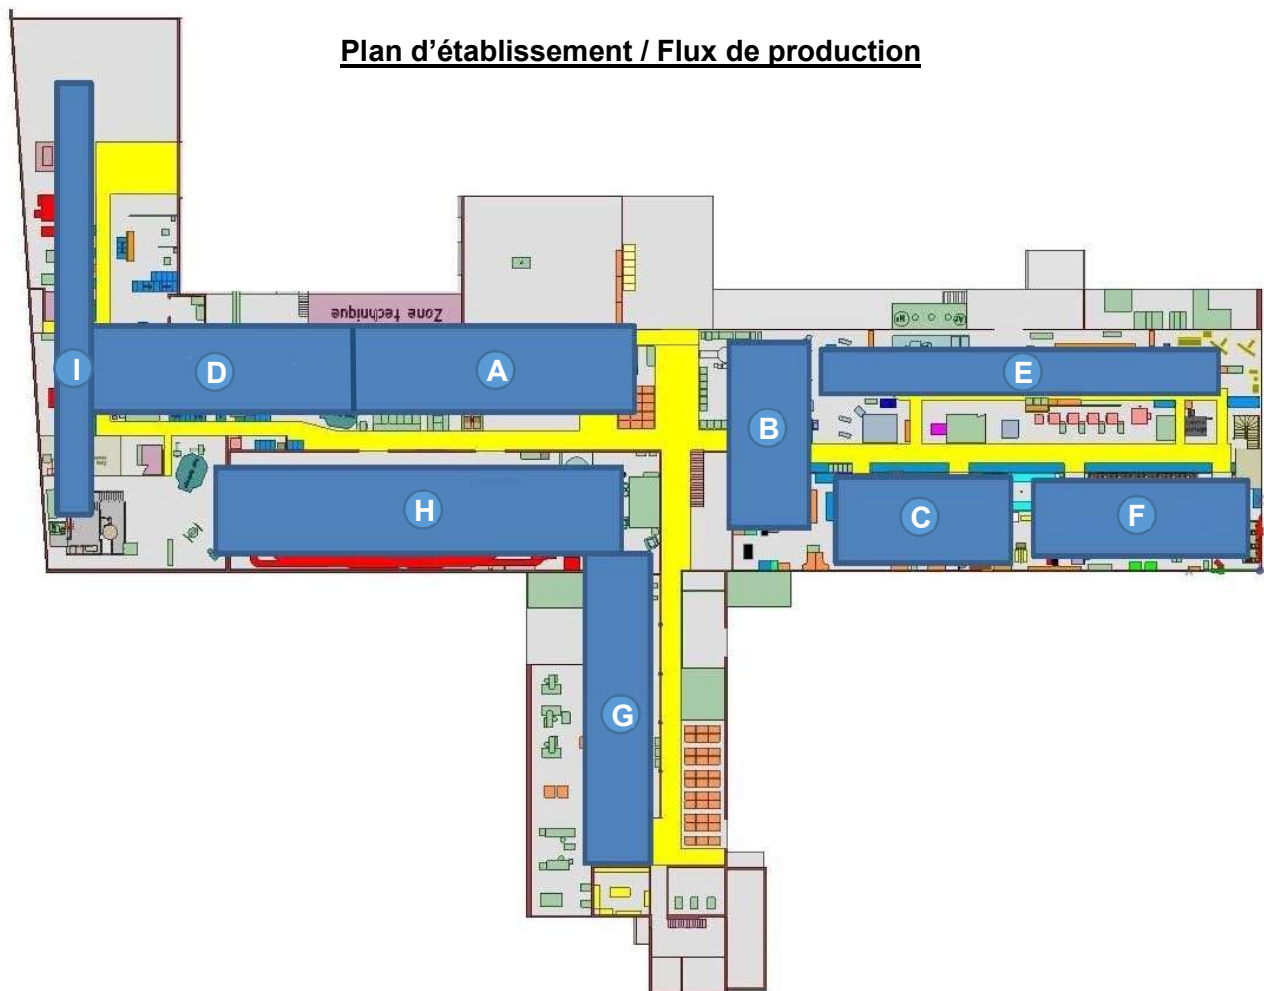 Plan d'établissement / Flux de production
Zone technique
I
D
A
B
E
H
C
F
G